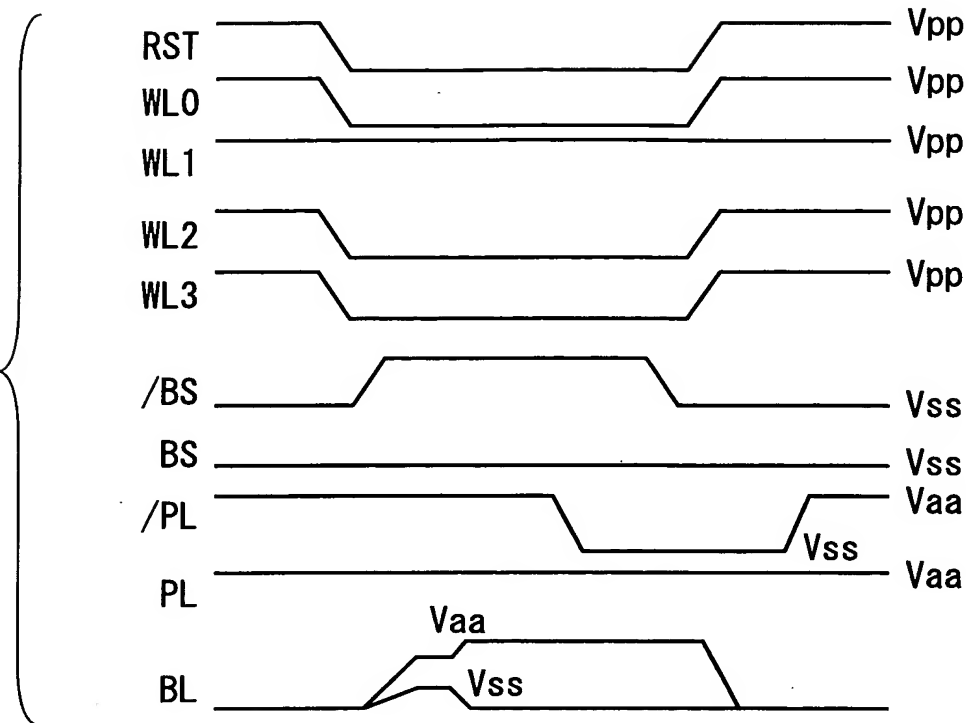 RST Vpp
WL0 Vpp
WL1 Vpp
WL2 Vpp
WL3 Vpp
/BS Vss
BS Vss
/PL Vss Vaa
PL Vaa
Vaa
BL Vss